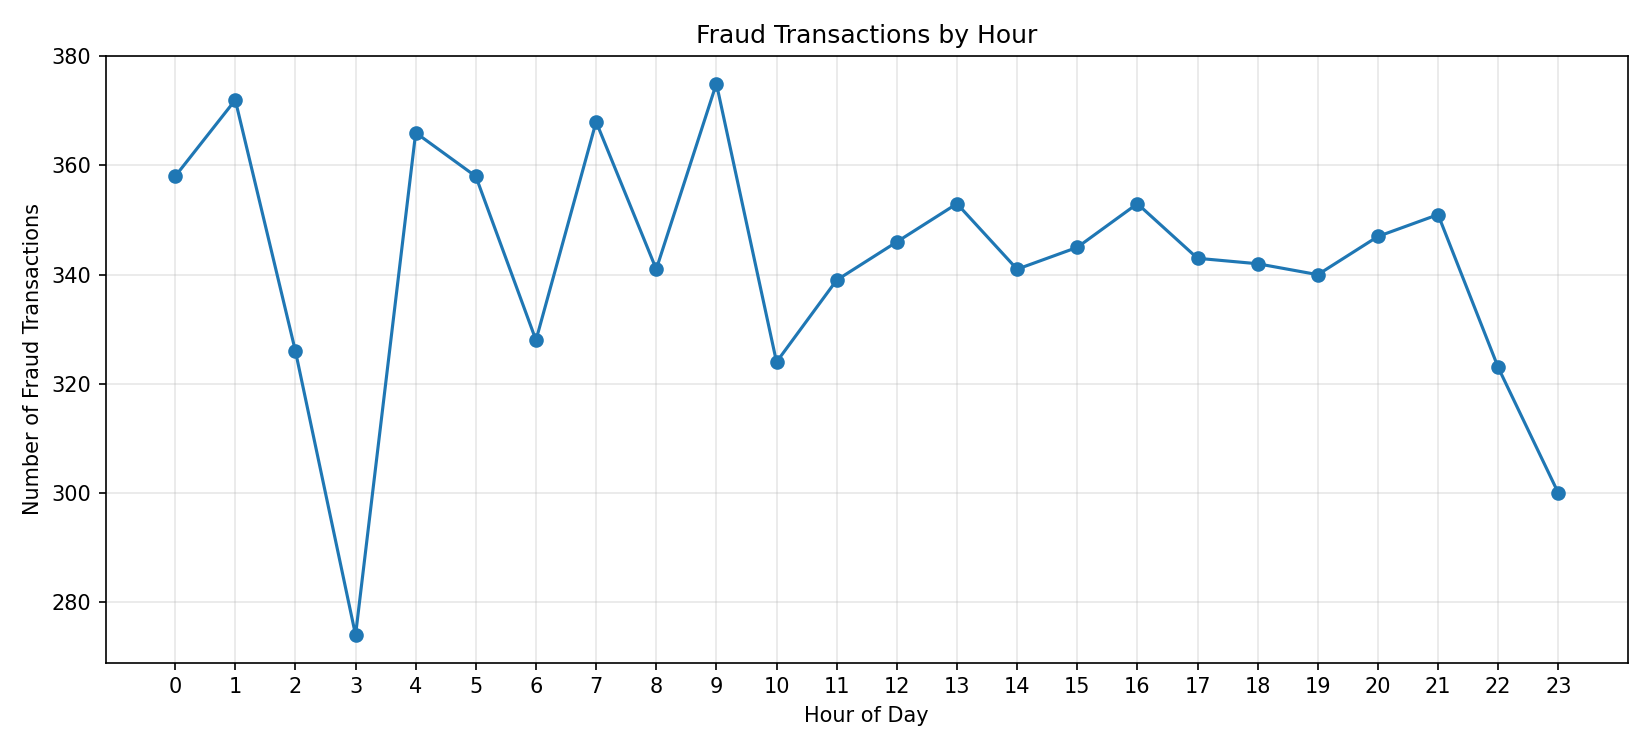 Fraud Transactions by Hour
Number of Fraud Transactions
380
360
340
320
300
280
0 1 2 3 4 5 6 7 8 9 10 11 12 13 14 15 16 17 18 19 20 21 22 23
Hour of Day